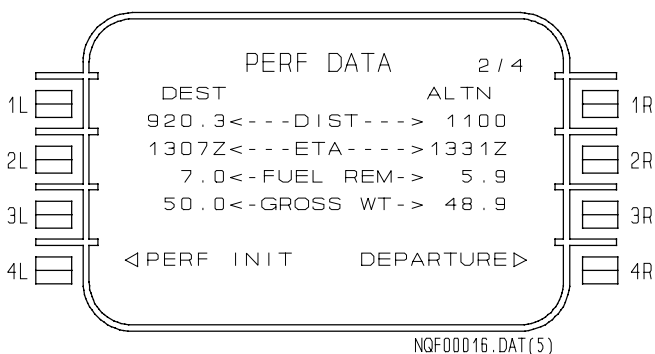 PERF DATA 2/4
DEST ALTN
1L 920.3<---DIST---> 1100 1R
1307Z<---ETA---->1331Z
2L 7.0<-FUEL REM-> 5.9 2R
3L 50.0<-GROSS WT-> 48.9 3R
4L ◁PERF INIT DEPARTURE▷ 4R
NQF00016.DAT(5)